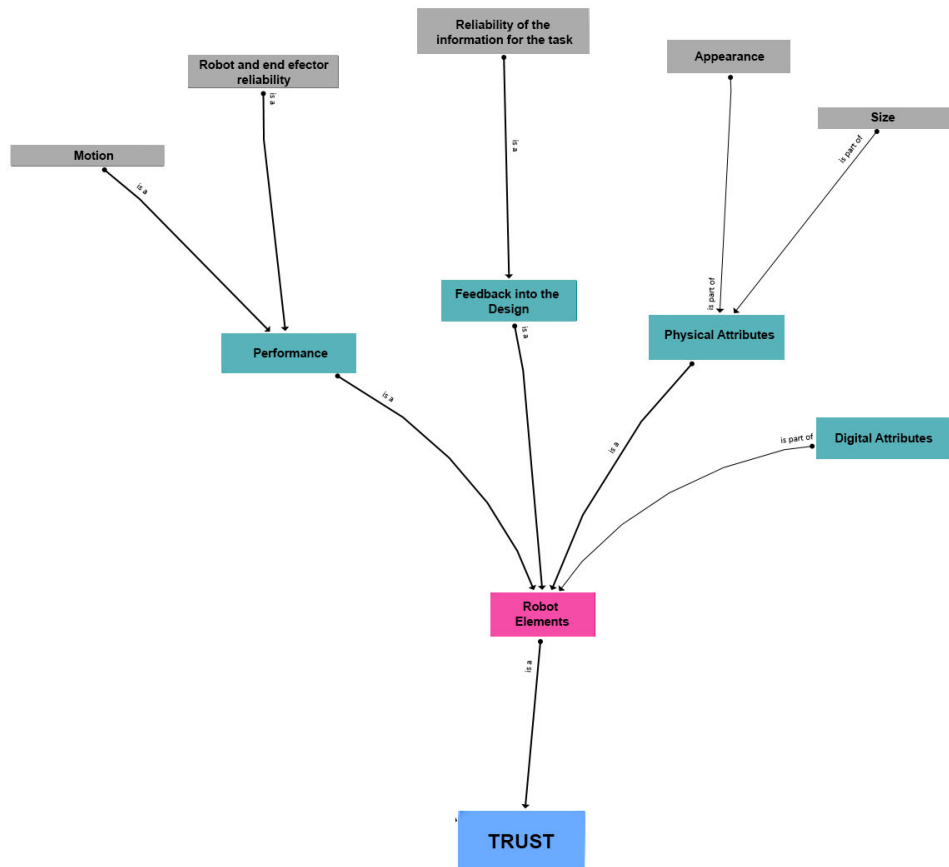 Reliability of the
information for the task
Robot and end efector
reliability
Appearance
Size
Motion
is a
is a
is a
is part of
is part of
Feedback into the
Design
Performance
Physical Attributes
is a
is a
is a
is part of
Digital Attributes
Robot
Elements
is a
TRUST